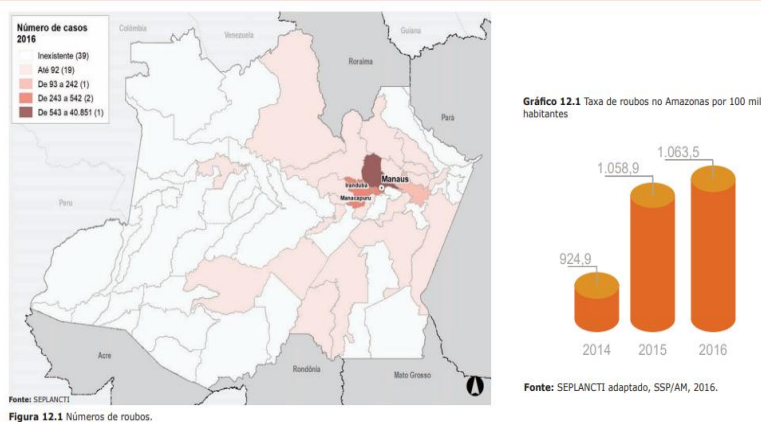 Número de casos
2016
Inexistente (39)
Até 92 (19)
De 93 a 242 (1)
De 243 a 542 (2)
De 543 a 40.851 (1)
Colômbia
Venezuela
Guiana
Roraima
Pará
Peru
Manaus
Iranduba
Manacapuru
Acre
Rondônia
Mato Grosso
Fonte: SEPLANCTI
Figura 12.1 Números de roubos.
Gráfico 12.1 Taxa de roubos no Amazonas por 100 mil
habitantes
924,9
1.058,9
1.063,5
2014
2015
2016
Fonte: SEPLANCTI adaptado, SSP/AM, 2016.